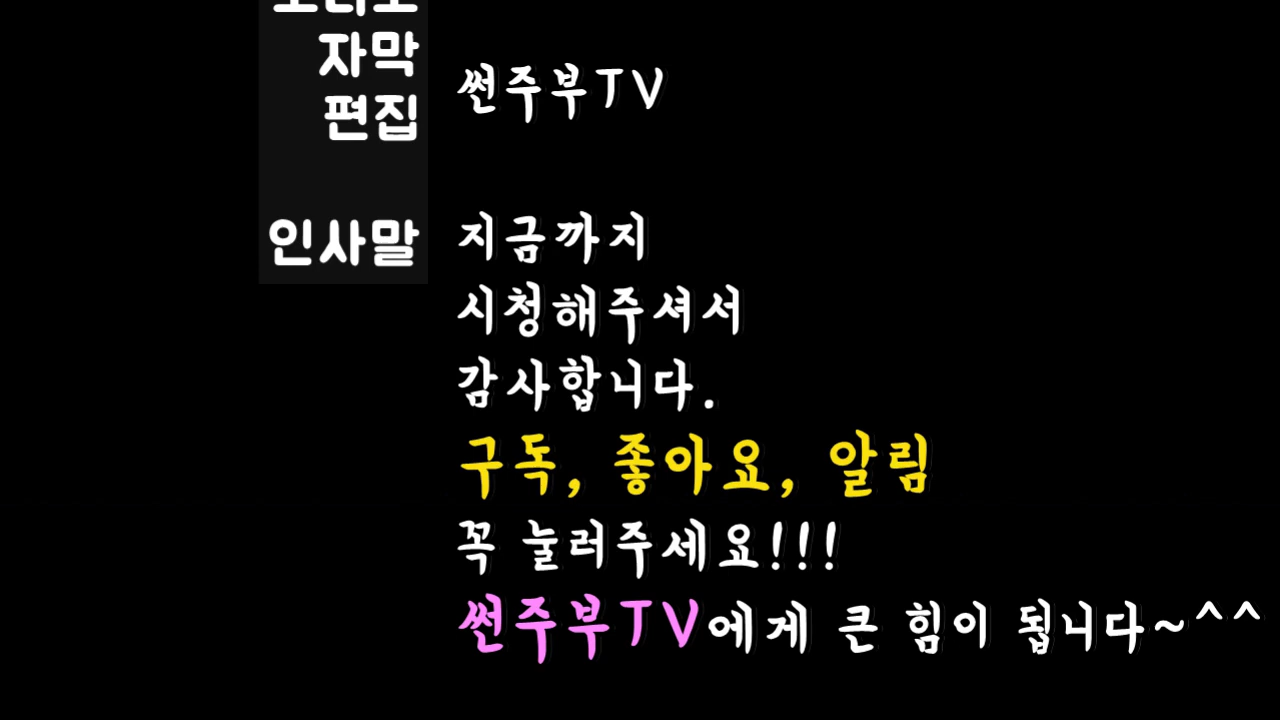 자막
편집
썬주부TV
인사말
지금까지
시청해주셔서
감사합니다.
구독, 좋아요, 알림
꼭 눌러주세요!!!
썬주부TV에게 큰 힘이 됩니다~^^